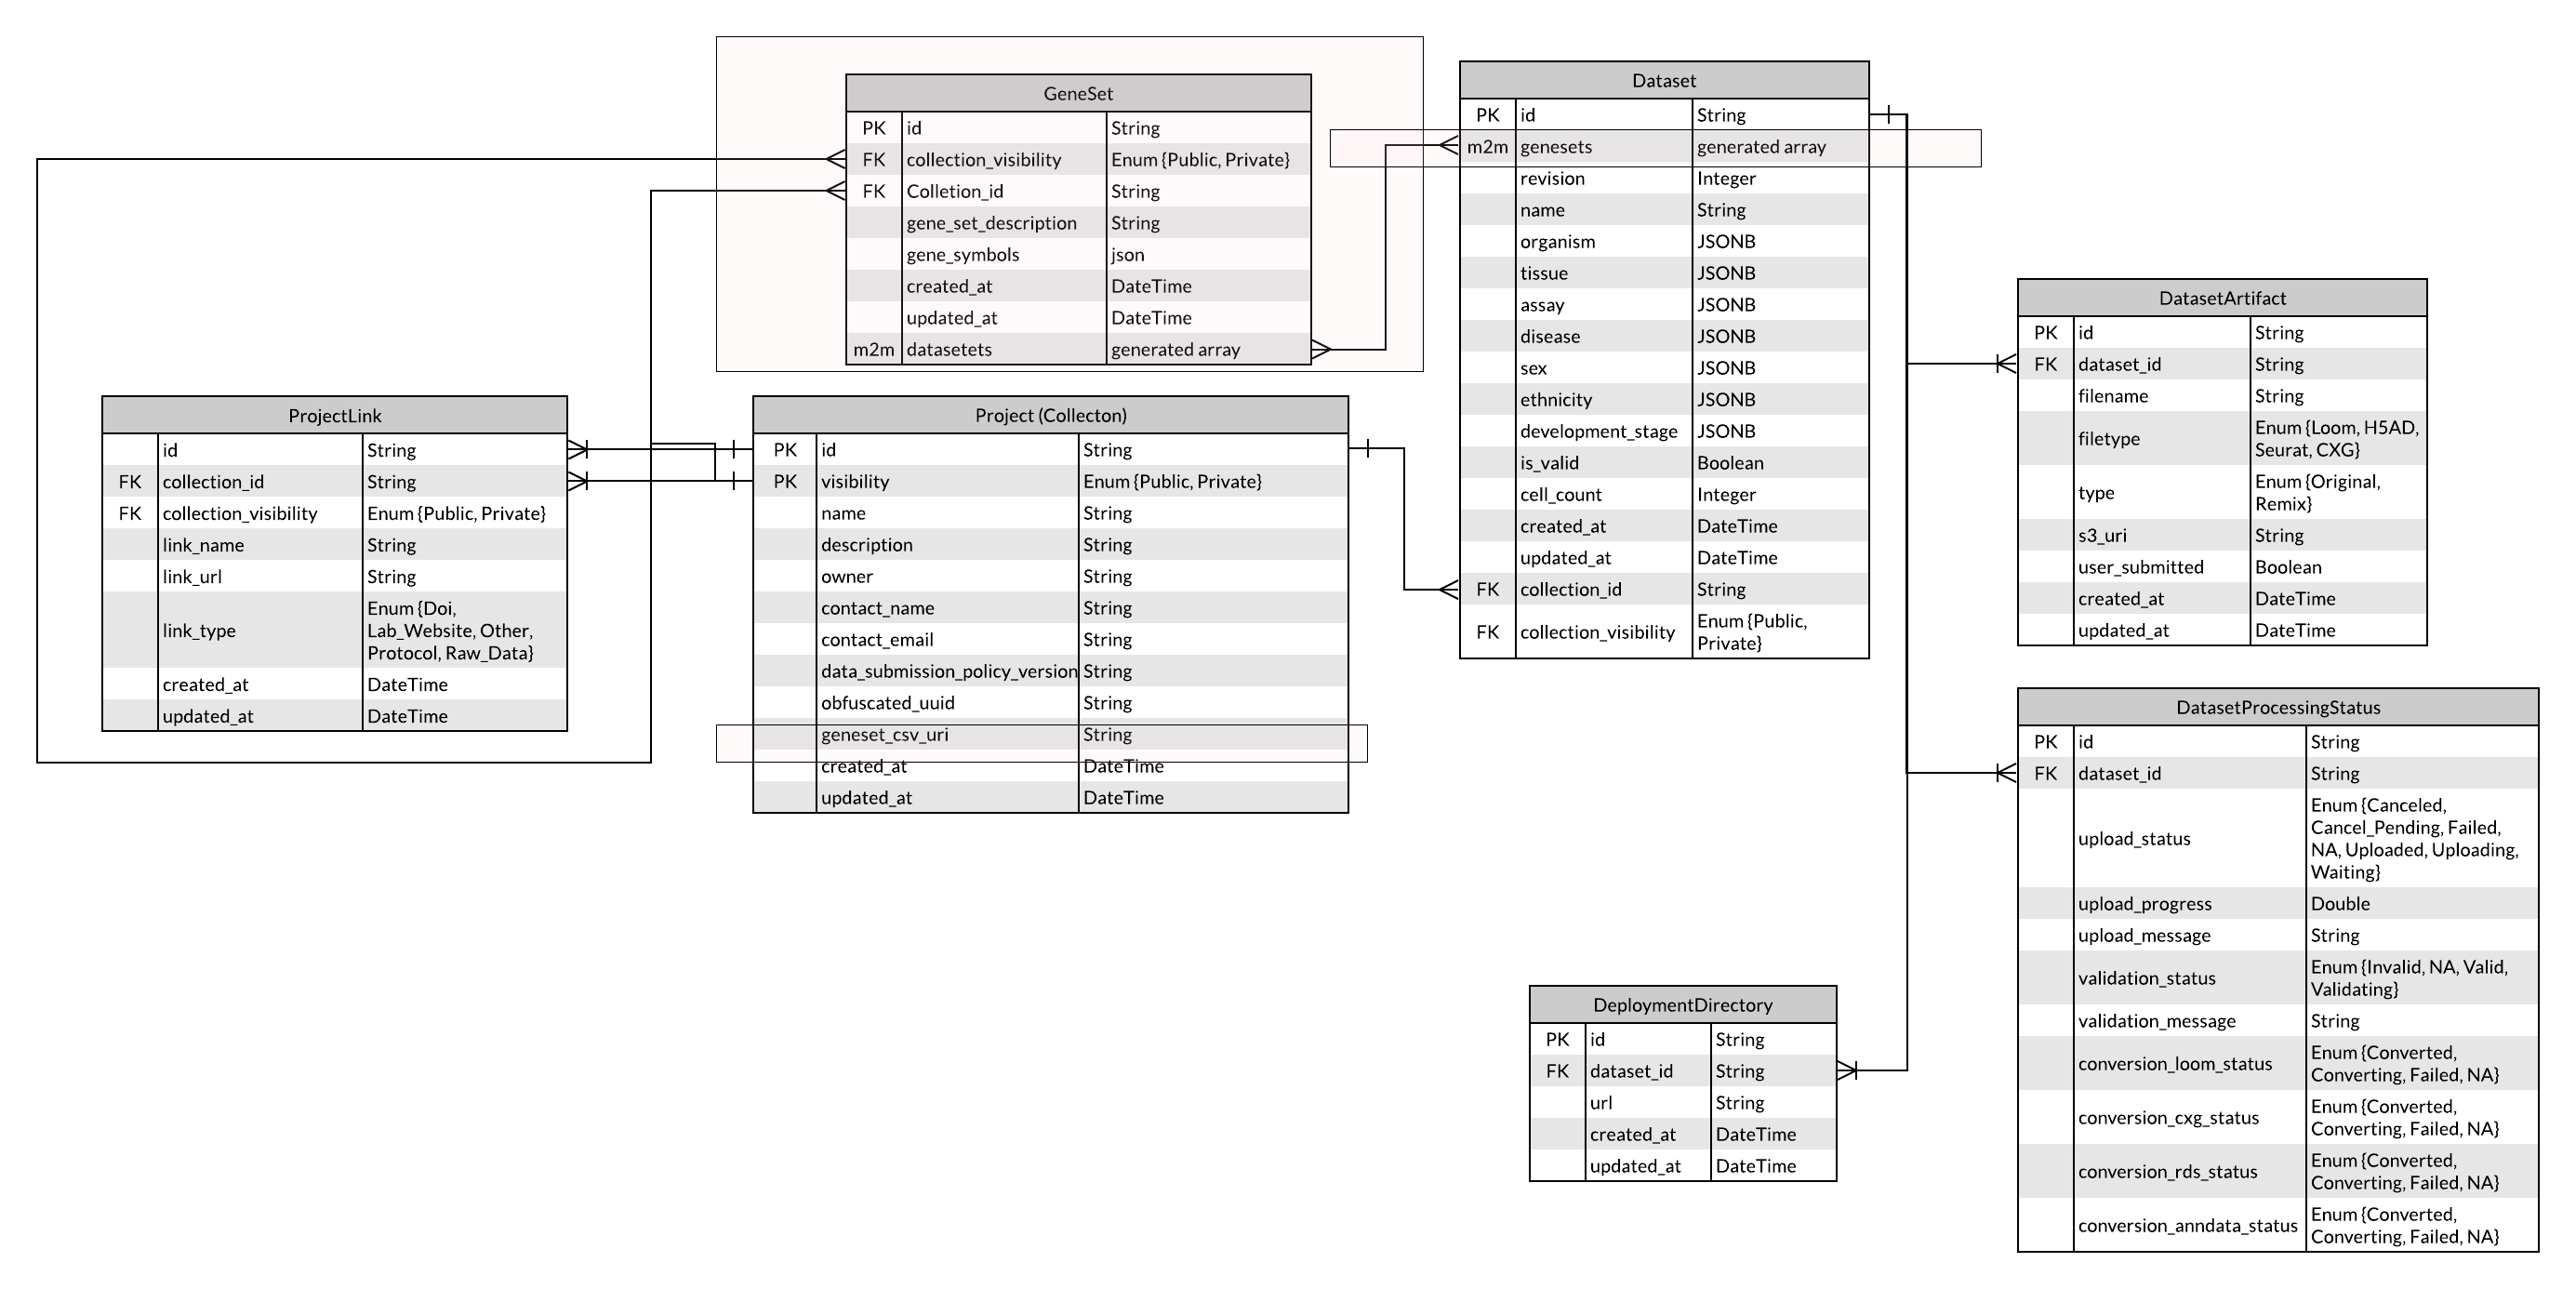 GeneSet
PK id String
FK collection_visibility Enum {Public, Private}
FK Colletion_id String
gene_set_description String
gene_symbols json
created_at DateTime
updated_at DateTime
m2m datasetets generated array
Dataset
PK id String
m2m genesets generated array
revision Integer
name String
organism JSONB
tissue JSONB
assay JSONB
disease JSONB
sex JSONB
ethnicity JSONB
development_stage JSONB
is_valid Boolean
cell_count Integer
created_at DateTime
updated_at DateTime
FK collection_id String
FK collection_visibility Enum {Public,
Private}
DatasetArtifact
PK id String
FK dataset_id String
filename String
filetype Enum {Loom, H5AD,
Seurat, CXG}
type Enum {Original,
Remix}
s3_uri String
user_submitted Boolean
created_at DateTime
updated_at DateTime
ProjectLink
id String
FK collection_id String
FK collection_visibility Enum {Public, Private}
link_name String
link_url String
link_type Enum {Doi,
Lab_Website, Other,
Protocol, Raw_Data}
created_at DateTime
updated_at DateTime
Project (Collecton)
PK id String
PK visibility Enum {Public, Private}
name String
description String
owner String
contact_name String
contact_email String
data_submission_policy_version String
obfuscated_uuid String
geneset_csv_uri String
created_at DateTime
updated_at DateTime
DatasetProcessingStatus
PK id String
FK dataset_id String
upload_status Enum {Canceled,
Cancel_Pending, Failed,
NA, Uploaded, Uploading,
Waiting}
upload_progress Double
upload_message String
validation_status Enum {Invalid, NA, Valid,
Validating}
validation_message String
conversion_loom_status Enum {Converted,
Converting, Failed, NA}
conversion_cxg_status Enum {Converted,
Converting, Failed, NA}
conversion_rds_status Enum {Converted,
Converting, Failed, NA}
conversion_anndata_status Enum {Converted,
Converting, Failed, NA}
DeploymentDirectory
PK id String
FK dataset_id String
url String
created_at DateTime
updated_at DateTime